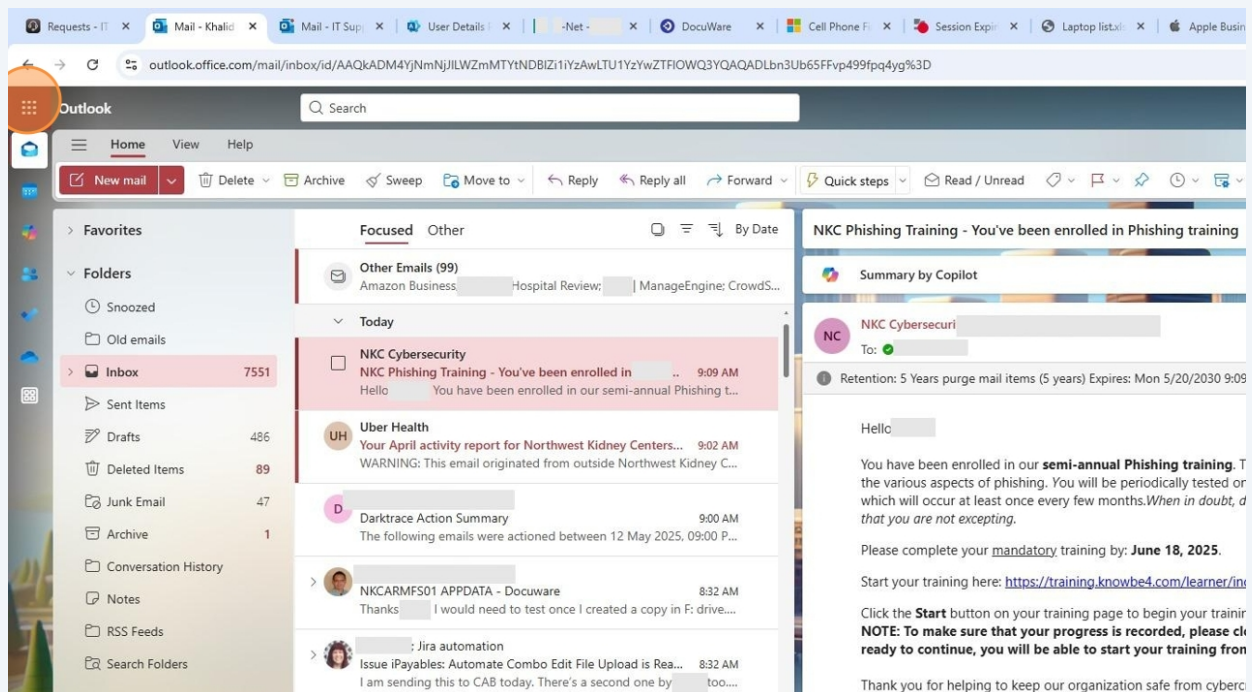 Requests - IT
Mail - Khalid
Mail - IT Sup
User Details
-Net -
DocuWare
Cell Phone Fi
Session Expir
Laptop list.xls
Apple Busin
outlook.office.com/mail/inbox/id/AAQkADM4YjNmNjJlLWZmMTYtNDBlZi1iYzAwLTU1YzYwZTFlOWQ3YQAQADLbn3Ub65FFvp499fpq4yg%3D
Outlook
Search
Home View Help
New mail Delete Archive Sweep Move to Reply Reply all Forward Quick steps Read / Unread
Favorites
Folders
Snoozed
Old emails
Inbox 7551
Sent Items
Drafts 486
Deleted Items 89
Junk Email 47
Archive 1
Conversation History
Notes
RSS Feeds
Search Folders
Focused Other By Date
Other Emails (99)
Amazon Business Hospital Review; | ManageEngine; CrowdS...
Today
NKC Cybersecurity
NKC Phishing Training - You've been enrolled in .. 9:09 AM
Hello You have been enrolled in our semi-annual Phishing t...
UH
Uber Health
Your April activity report for Northwest Kidney Centers... 9:02 AM
WARNING: This email originated from outside Northwest Kidney C...
D
Darktrace Action Summary 9:00 AM
The following emails were actioned between 12 May 2025, 09:00 P...
NKCARMFS01 APPDATA - Docuware 8:32 AM
Thanks I would need to test once I created a copy in F: drive....
: Jira automation
Issue iPayables: Automate Combo Edit File Upload is Rea... 8:32 AM
I am sending this to CAB today. There's a second one by too....
NKC Phishing Training - You've been enrolled in Phishing training
Summary by Copilot
NC
NKC Cybersecuri
To:
Retention: 5 Years purge mail items (5 years) Expires: Mon 5/20/2030 9:09
Hello
You have been enrolled in our semi-annual Phishing training. T
the various aspects of phishing. You will be periodically tested on
which will occur at least once every few months.When in doubt, d
that you are not excepting.
Please complete your mandatory training by: June 18, 2025.
Start your training here: https://training.knowbe4.com/learner/in
Click the Start button on your training page to begin your trainin
NOTE: To make sure that your progress is recorded, please cl
ready to continue, you will be able to start your training from
Thank you for helping to keep our organization safe from cyberc